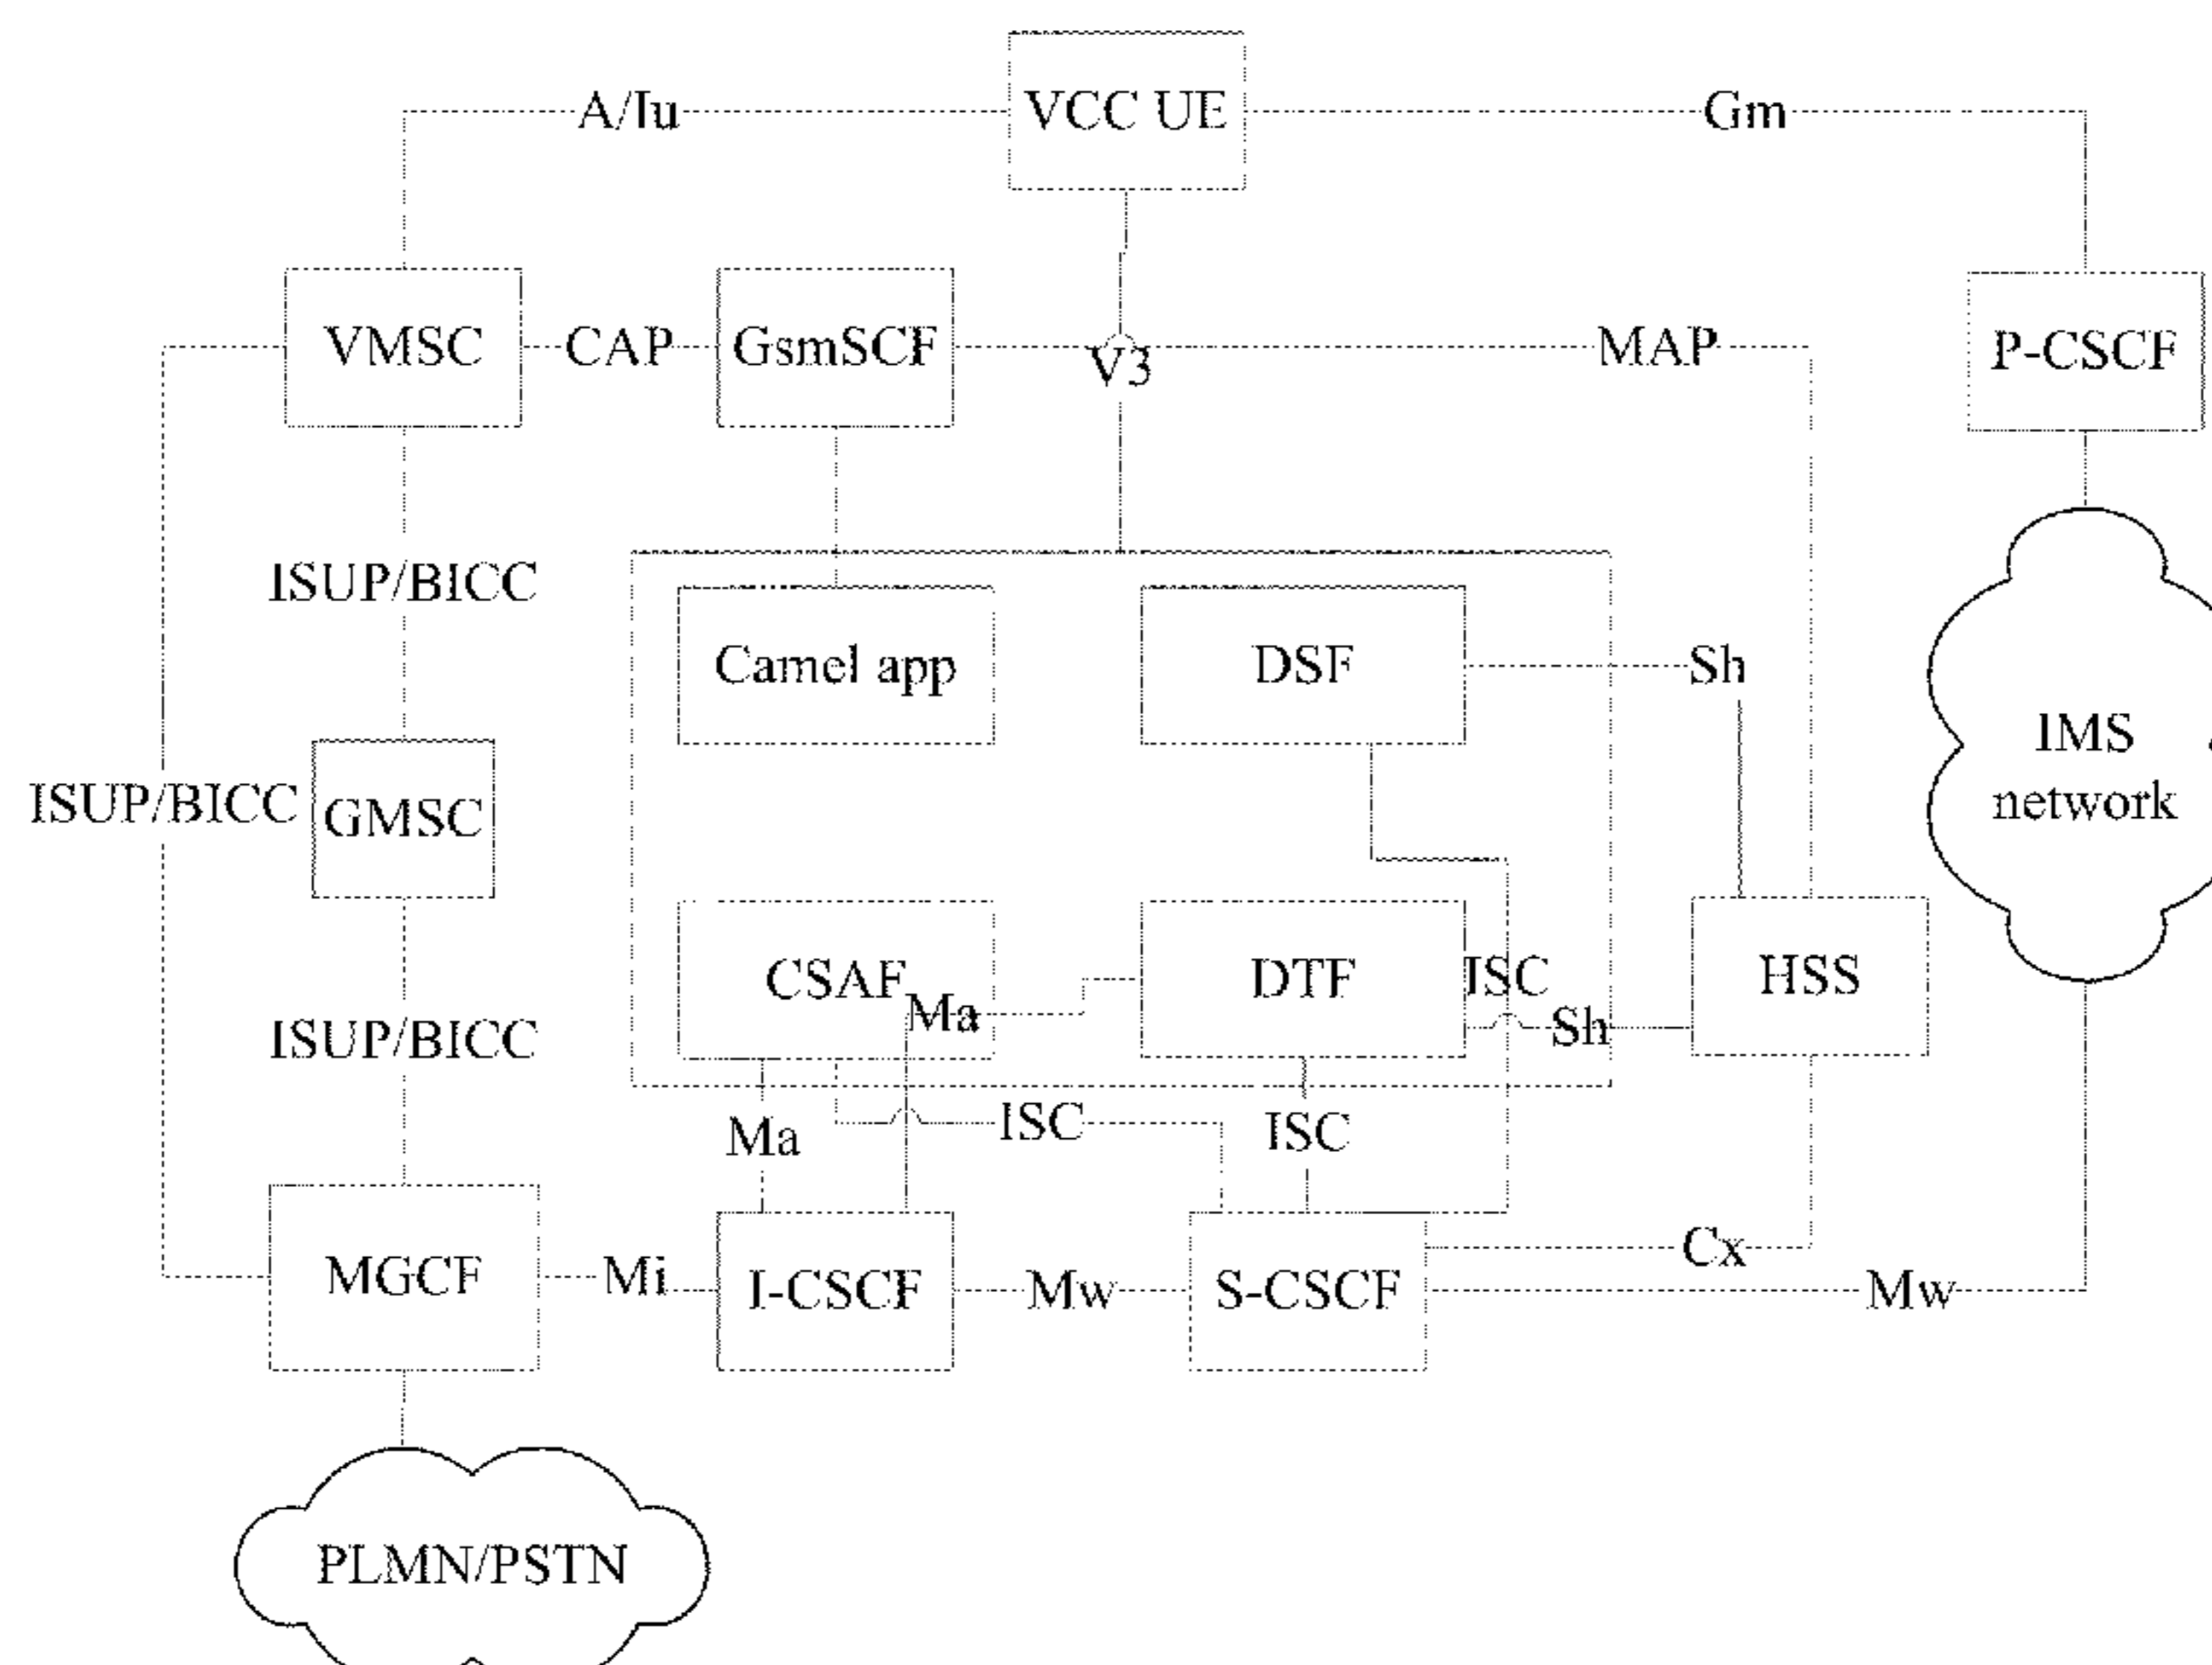 A/Iu
VCC UE
Gm
VMSC
CAP
GsmSCF
V3
MAP
P-CSCF
ISUP/BICC
Camel app
DSF
Sh
IMS
network
ISUP/BICC
GMSC
CSAF
Ma
DTF
ISC
Sh
HSS
ISUP/BICC
Ma
ISC
ISC
MGCF
Mi
I-CSCF
Mw
S-CSCF
Cx
Mw
PLMN/PSTN